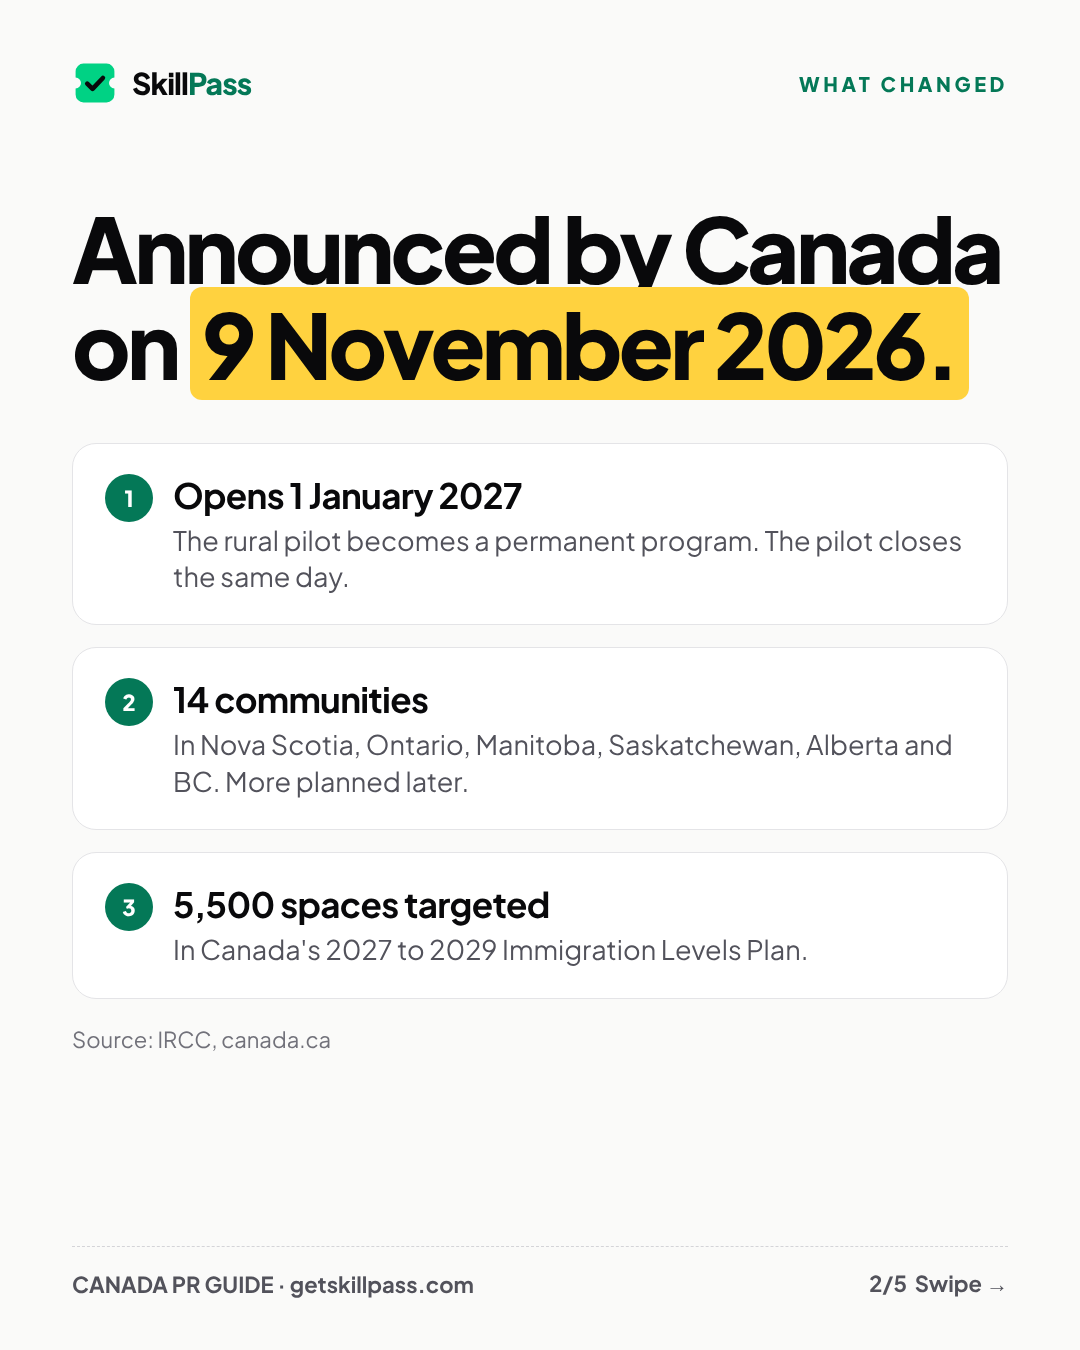 SkillPass
WHAT CHANGED
Announced by Canada
on 9 November 2026.
1 Opens 1 January 2027
The rural pilot becomes a permanent program. The pilot closes
the same day.
2 14 communities
In Nova Scotia, Ontario, Manitoba, Saskatchewan, Alberta and
BC. More planned later.
3 5,500 spaces targeted
In Canada's 2027 to 2029 Immigration Levels Plan.
Source: IRCC, canada.ca
CANADA PR GUIDE · getskillpass.com
2/5 Swipe →